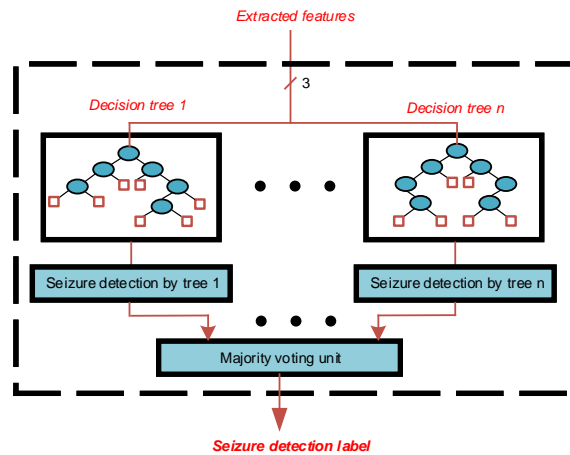 Extracted features
3
Decision tree 1
Decision tree n
Seizure detection by tree 1
Seizure detection by tree n
Majority voting unit
Seizure detection label